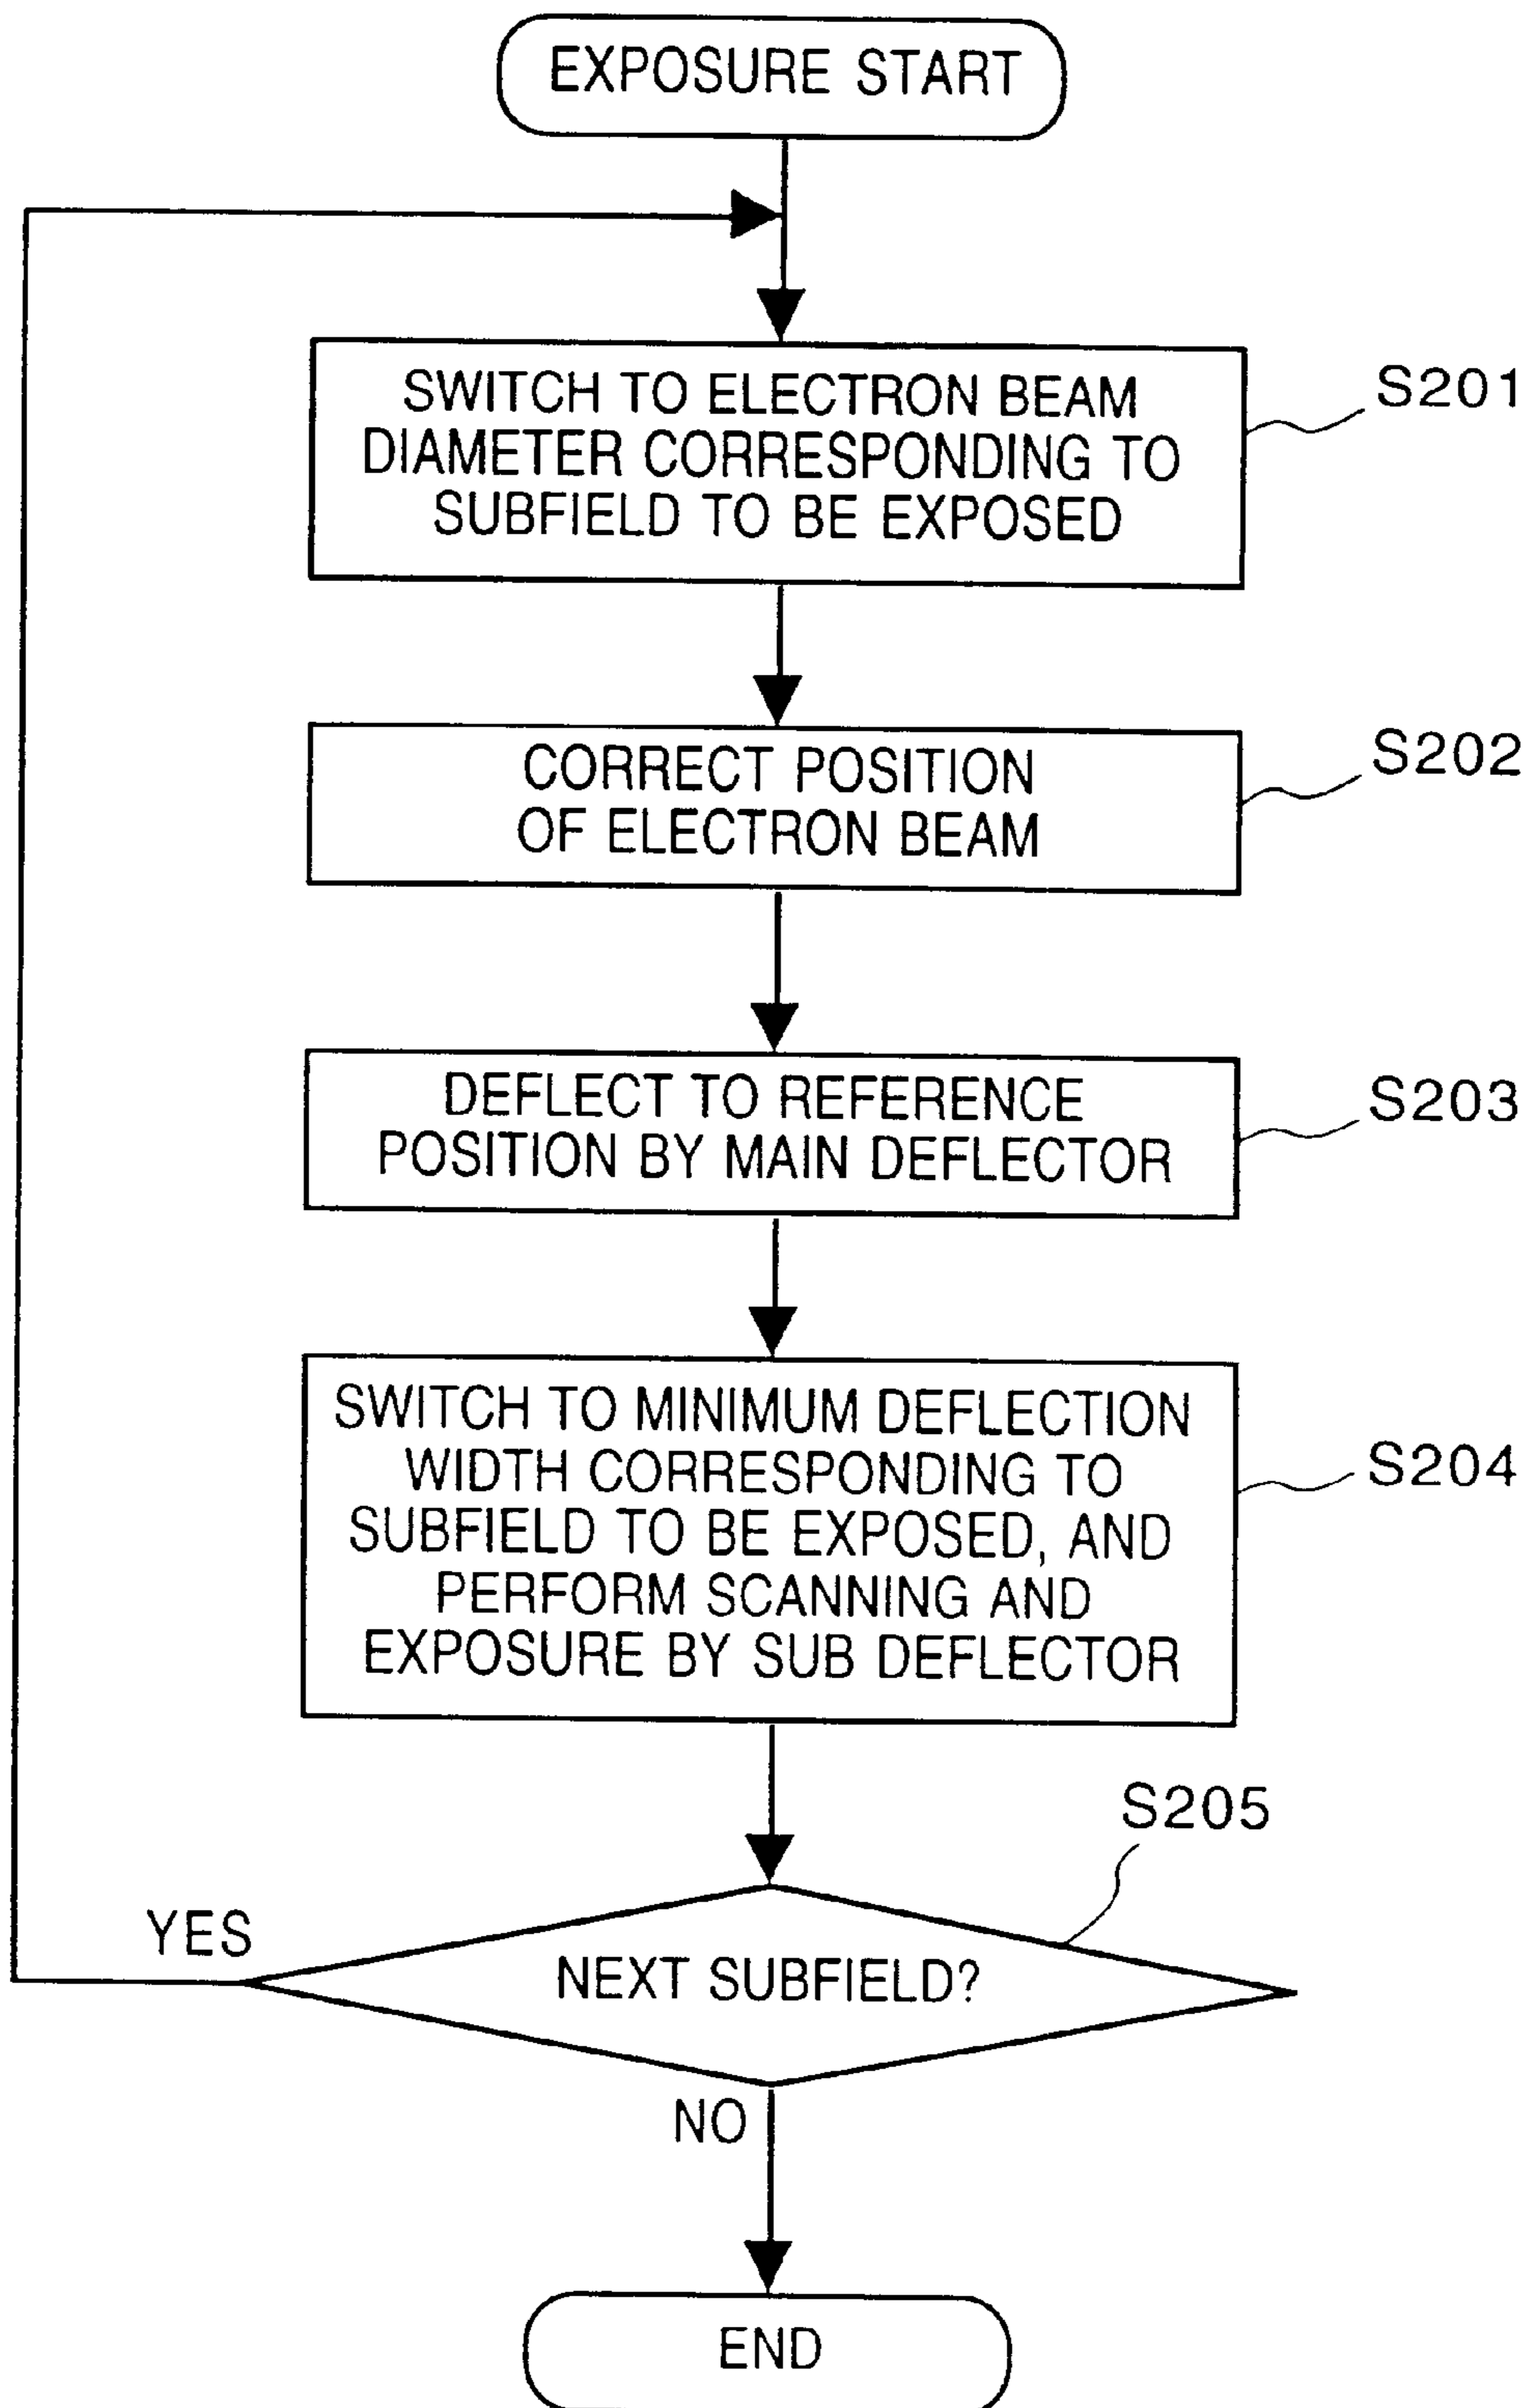 EXPOSURE START
SWITCH TO ELECTRON BEAM
DIAMETER CORRESPONDING TO
SUBFIELD TO BE EXPOSED
S201
CORRECT POSITION
OF ELECTRON BEAM
S202
DEFLECT TO REFERENCE
POSITION BY MAIN DEFLECTOR
S203
SWITCH TO MINIMUM DEFLECTION
WIDTH CORRESPONDING TO
SUBFIELD TO BE EXPOSED, AND
PERFORM SCANNING AND
EXPOSURE BY SUB DEFLECTOR
S204
S205
YES
NEXT SUBFIELD?
NO
END